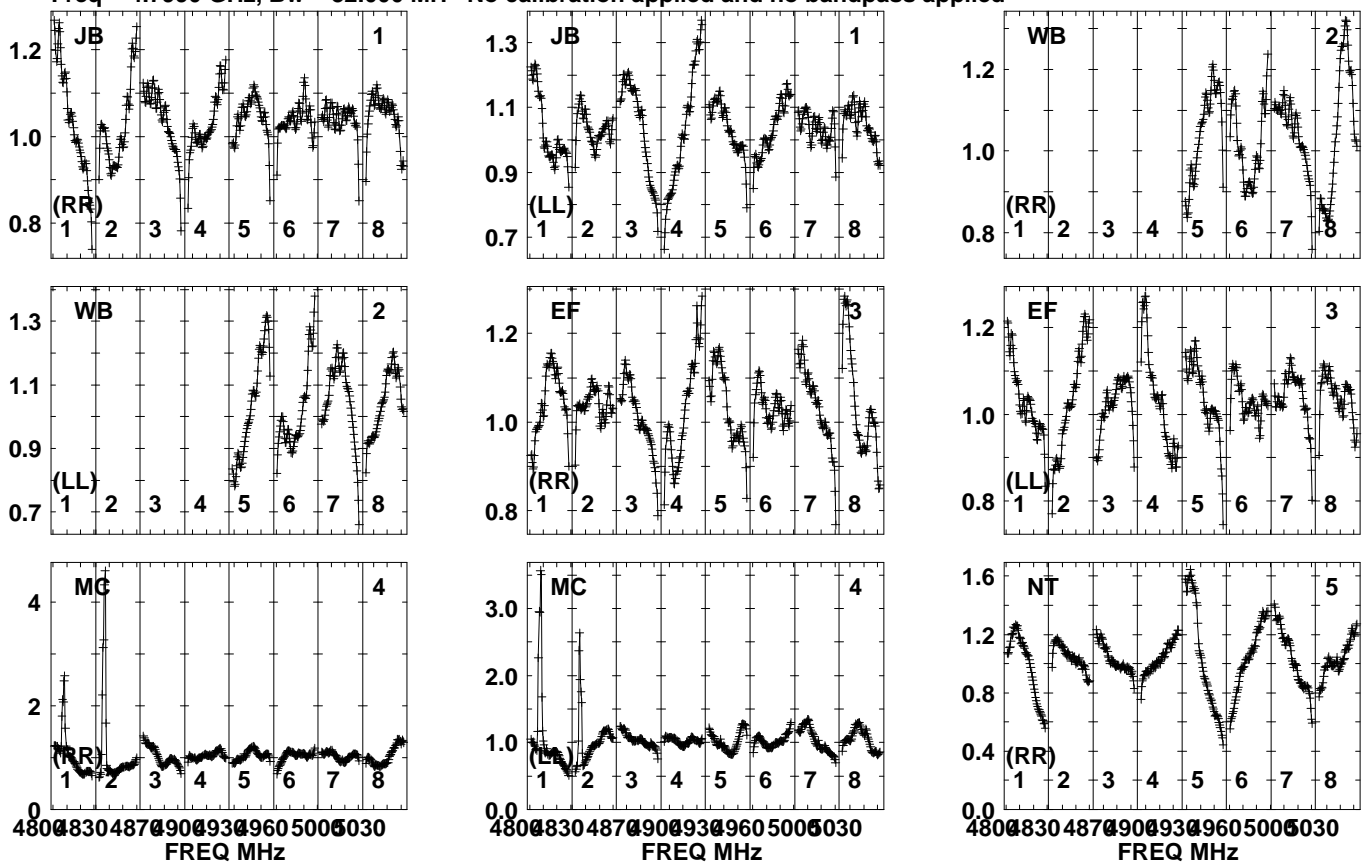 JB 1
1.2
1.0
0.8
(RR)
1 2 3 4 5 6 7 8
JB 1
1.3
1.1
0.9
0.7
(LL)
1 2 3 4 5 6 7 8
WB 2
1.2
1.0
0.8
(RR)
1 2 3 4 5 6 7 8
WB 2
1.3
1.1
0.9
0.7
(LL)
1 2 3 4 5 6 7 8
EF 3
1.2
1.0
0.8
(RR)
1 2 3 4 5 6 7 8
EF 3
1.2
1.0
0.8
(LL)
1 2 3 4 5 6 7 8
MC 4
4
2
0
(RR)
1 2 3 4 5 6 7 8
4800 4830 4870 4900 4930 4960 5000 5030
FREQ MHz
MC 4
3.0
2.0
1.0
0.0
(LL)
1 2 3 4 5 6 7 8
4800 4830 4870 4900 4930 4960 5000 5030
FREQ MHz
NT 5
1.6
1.2
0.8
0.4
0.0
(RR)
1 2 3 4 5 6 7 8
4800 4830 4870 4900 4930 4960 5000 5030
FREQ MHz